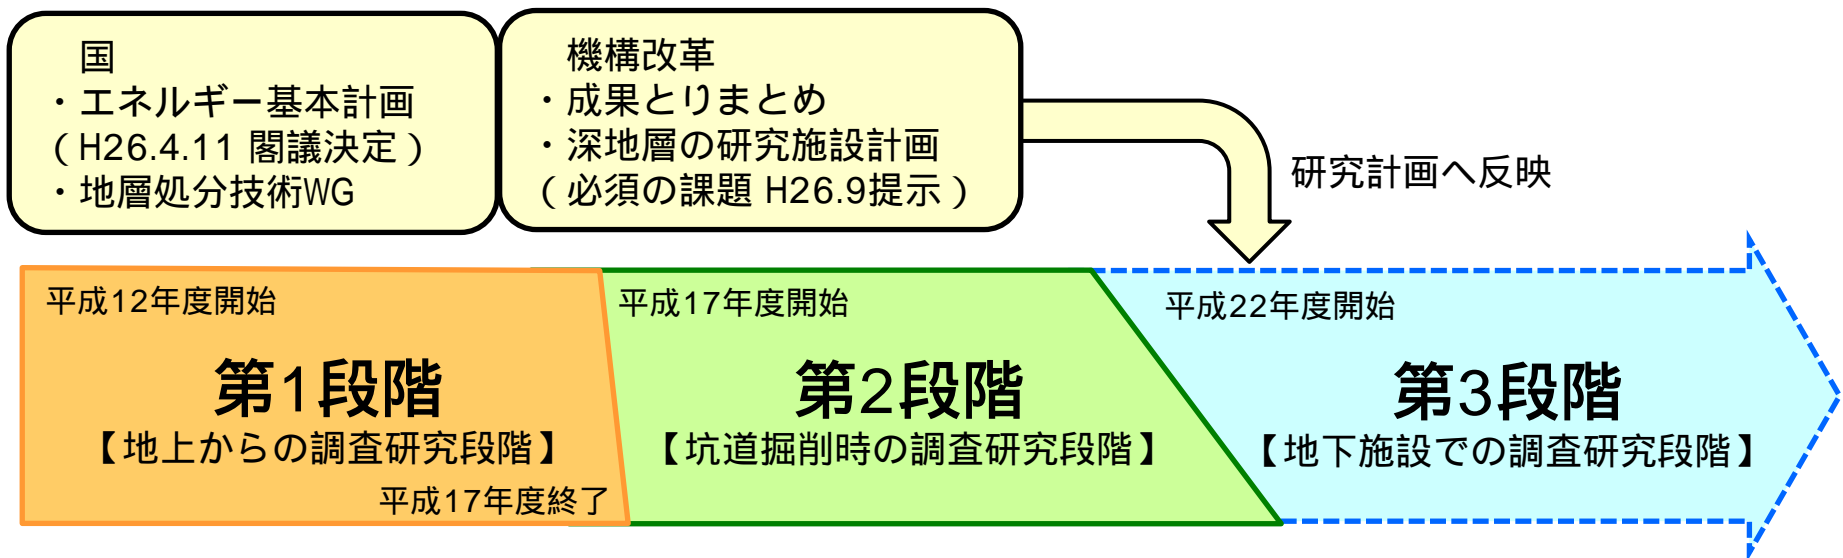 国
・エネルギー基本計画
（H26.4.11 閣議決定）
・地層処分技術WG
機構改革
・成果とりまとめ
・深地層の研究施設計画
（必須の課題 H26.9提示）
研究計画へ反映
平成12年度開始
第1段階
【地上からの調査研究段階】
平成17年度終了
平成17年度開始
第2段階
【坑道掘削時の調査研究段階】
平成22年度開始
第3段階
【地下施設での調査研究段階】